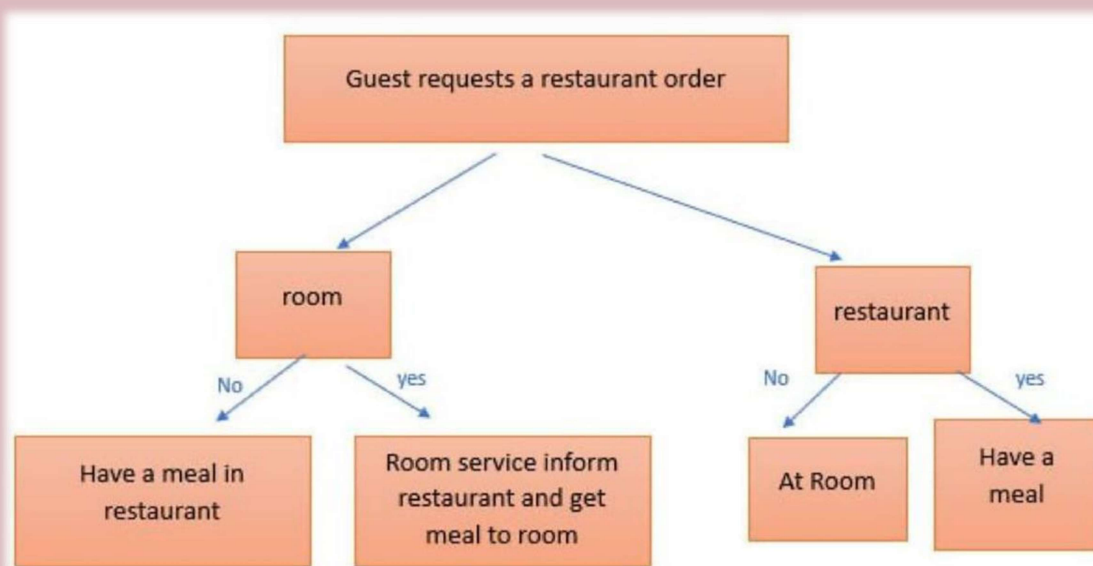 Guest requests a restaurant order
room
restaurant
No
yes
No
yes
Have a meal in
restaurant
Room service inform
restaurant and get
meal to room
At Room
Have a
meal